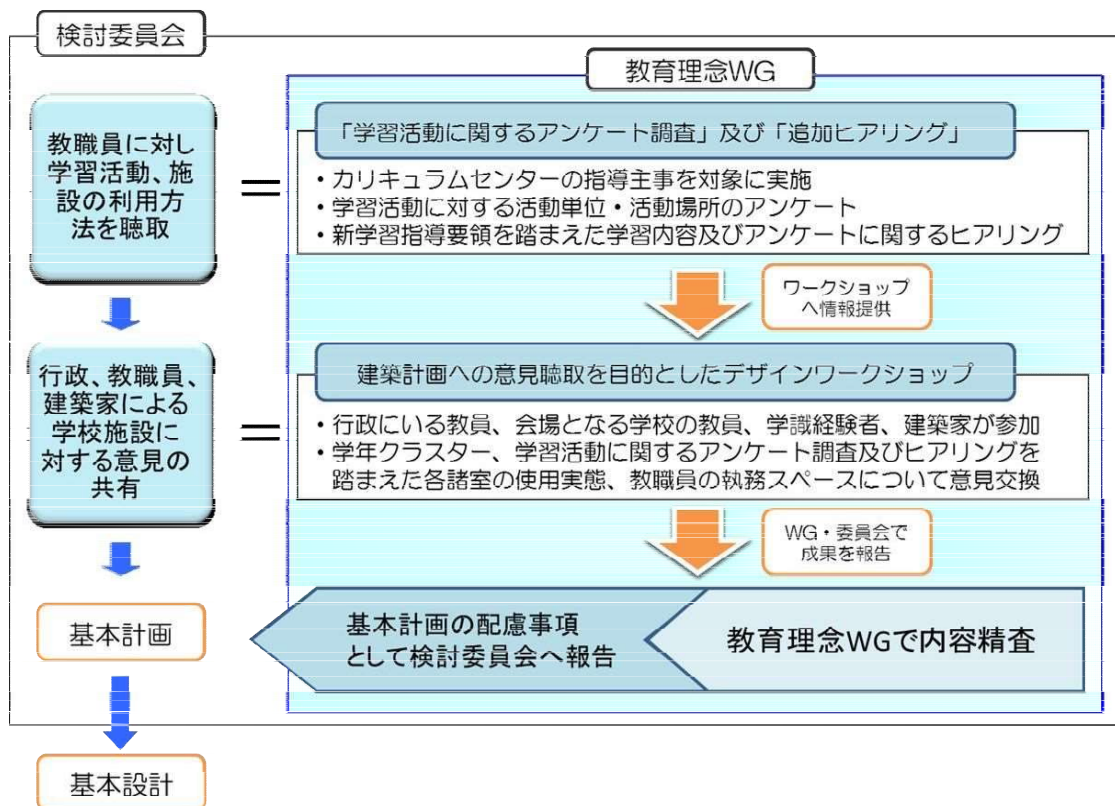 検討委員会
教育理念WG
教職員に対し
学習活動、施
設の利用方
法を聴取
＝
「学習活動に関するアンケート調査」及び「追加ヒアリング」
・カリキュラムセンターの指導主事を対象に実施
・学習活動に対する活動単位・活動場所のアンケート
・新学習指導要領を踏まえた学習内容及びアンケートに関するヒアリング
ワークショップ
へ情報提供
行政、教職員、
建築家による
学校施設に
対する意見の
共有
＝
建築計画への意見聴取を目的としたデザインワークショップ
・行政にいる教員、会場となる学校の教員、学識経験者、建築家が参加
・学年クラスター、学習活動に関するアンケート調査及びヒアリングを
踏まえた各諸室の使用実態、教職員の執務スペースについて意見交換
WG・委員会で
成果を報告
基本計画
基本計画の配慮事項
として検討委員会へ報告
教育理念WGで内容精査
基本設計